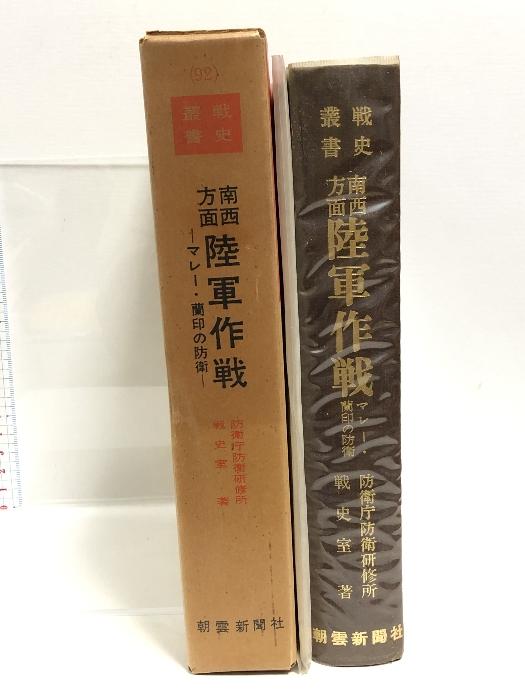 (92)
戦史
叢書
南西
方面
陸軍作戦
―マレー・蘭印の防衛―
防衛庁防衛研修所
戦史室 著
朝雲新聞社
戦史
叢書
南西
方面
陸軍作戦
マレー・
蘭印の防衛
防衛庁防衛研修所
戦史室 著
朝雲新聞社